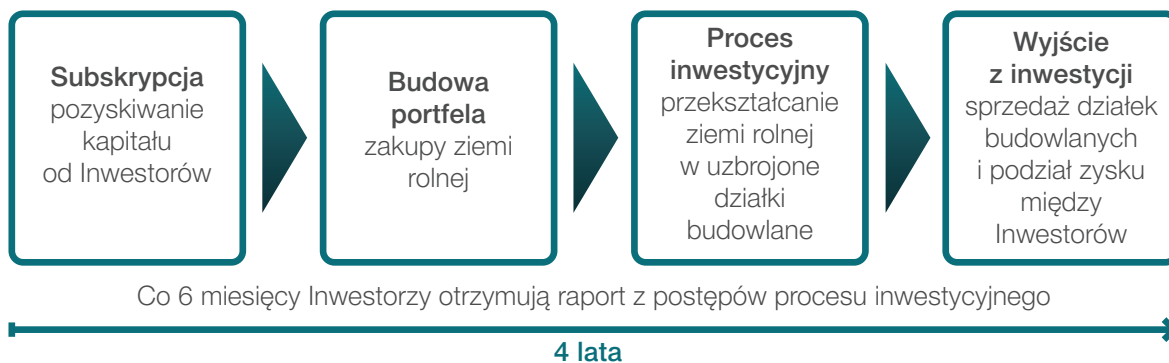 Subskrypcja
pozyskiwanie
kapitału
od Inwestorów
Budowa
portfela
zakupy ziemi
rolnej
Proces
inwestycyjny
przekształcanie
ziemi rolnej
w uzbrojone
działki
budowlane
Wyjście
z inwestycji
sprzedaż działek
budowlanych
i podział zysku
między
Inwestorów
Co 6 miesięcy Inwestorzy otrzymują raport z postępów procesu inwestycyjnego
4 lata